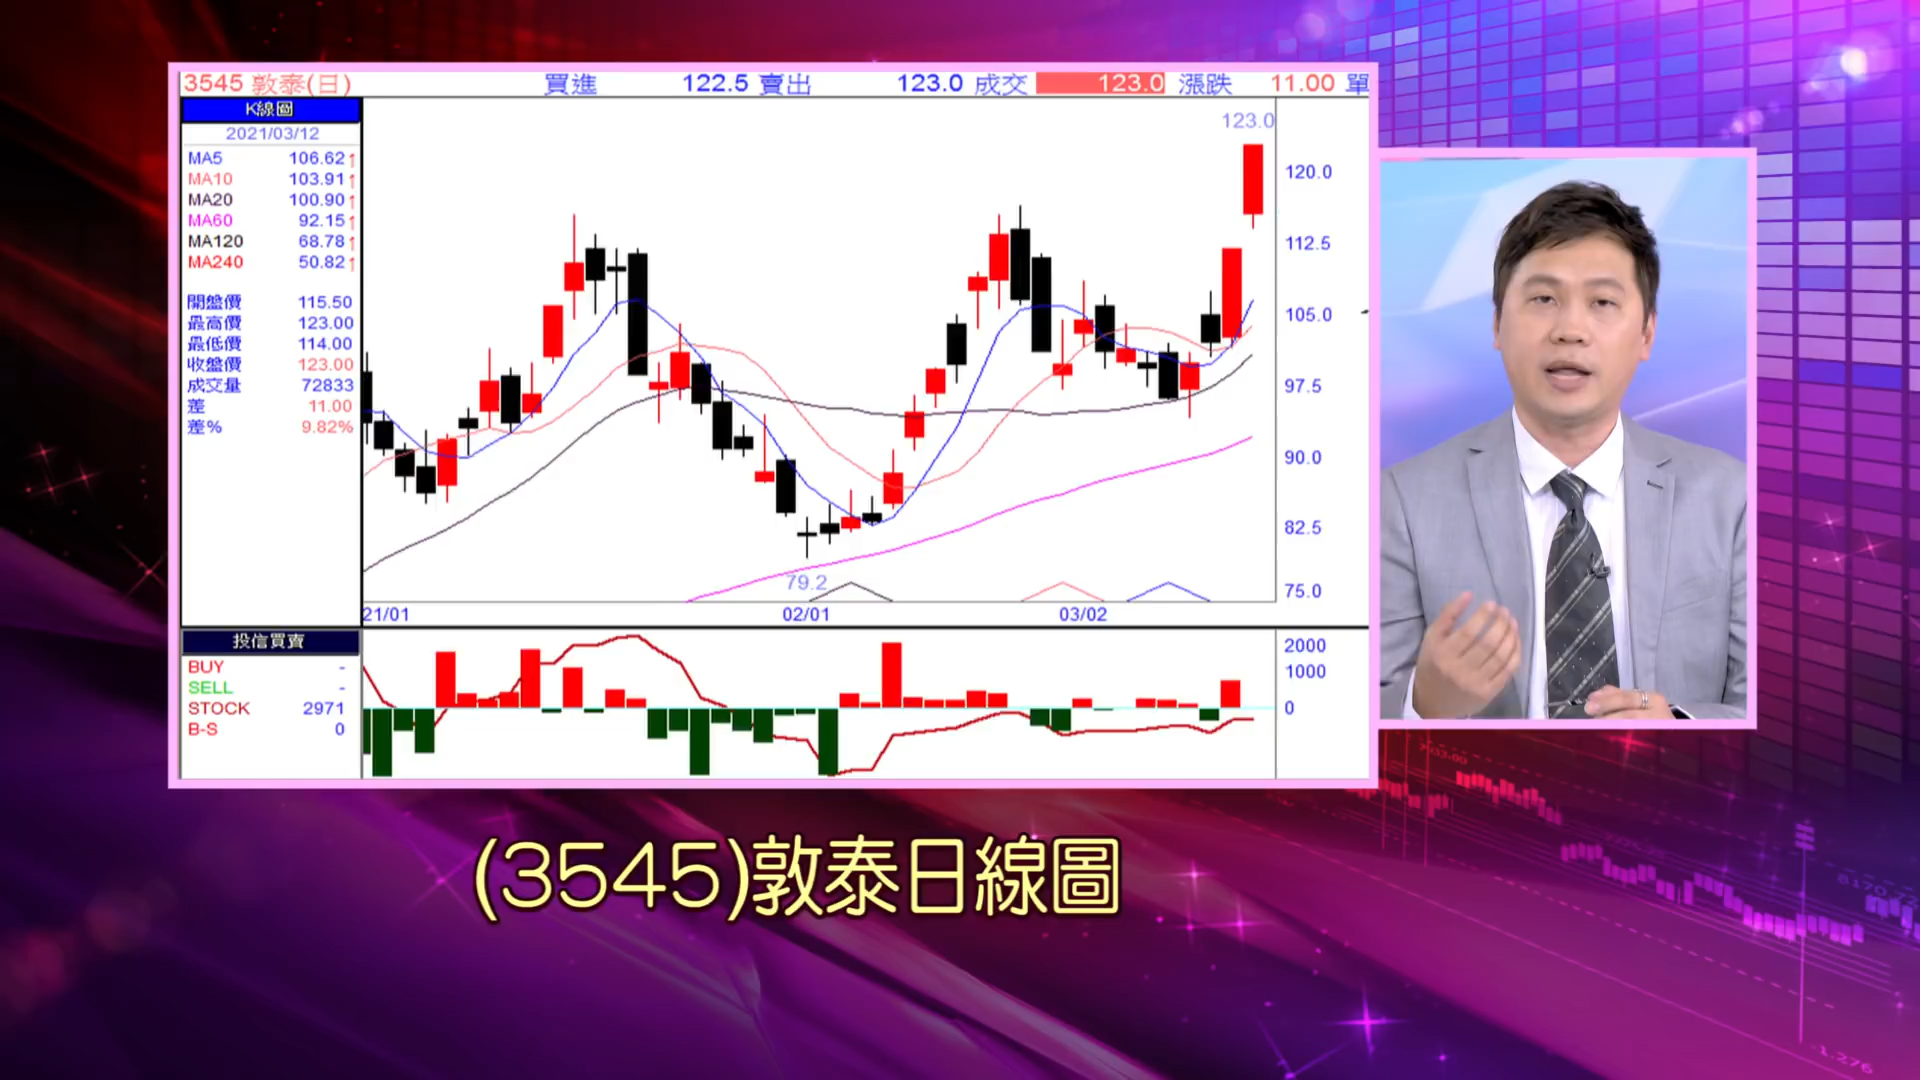 3545 敦泰(日) 買進 122.5 賣出 123.0 成交 123.0 漲跌 11.00 單
K線圖
2021/03/12
MA5 106.62↑
MA10 103.91↑
MA20 100.90↑
MA60 92.15↑
MA120 68.78↑
MA240 50.82↑
開盤價 115.50
最高價 123.00
最低價 114.00
收盤價 123.00
成交量 72833
差 11.00
差% 9.82%
123.0
120.0
112.5
105.0
97.5
90.0
82.5
75.0
79.2
21/01 02/01 03/02
投信買賣
BUY -
SELL -
STOCK 2971
B-S 0
2000
1000
0
(3545)敦泰日線圖